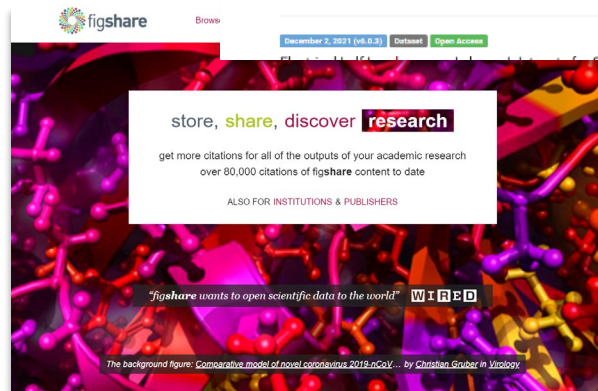 figshare
Brows
December 2, 2021 (v6.0.3) Dataset Open Access
store, share, discover research
get more citations for all of the outputs of your academic research
over 80,000 citations of figshare content to date
ALSO FOR INSTITUTIONS & PUBLISHERS
“figshare wants to open scientific data to the world” WIRED
The background figure: Comparative model of novel coronavirus 2019-nCoV... by Christian Gruber in Virology